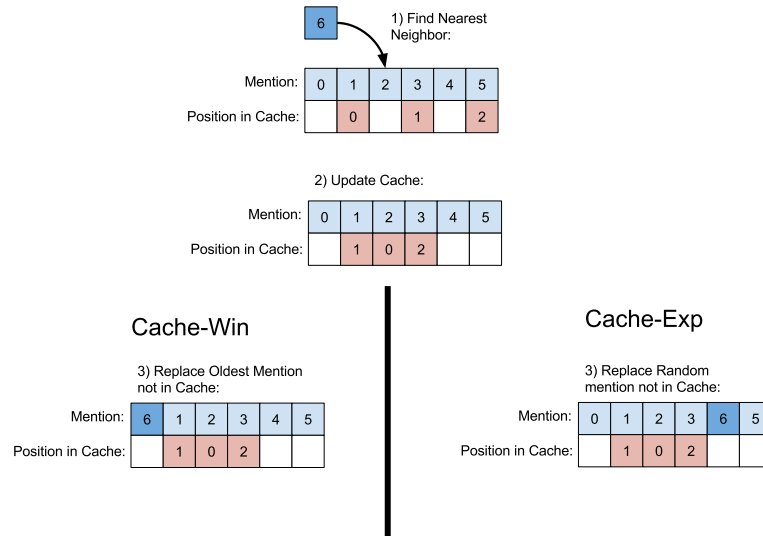 6
1) Find Nearest
Neighbor:
Mention: 0 1 2 3 4 5
Position in Cache: 0 1 2
2) Update Cache:
Mention: 0 1 2 3 4 5
Position in Cache: 1 0 2
Cache-Win
3) Replace Oldest Mention
not in Cache:
Mention: 6 1 2 3 4 5
Position in Cache: 1 0 2
Cache-Exp
3) Replace Random
mention not in Cache:
Mention: 0 1 2 3 6 5
Position in Cache: 1 0 2